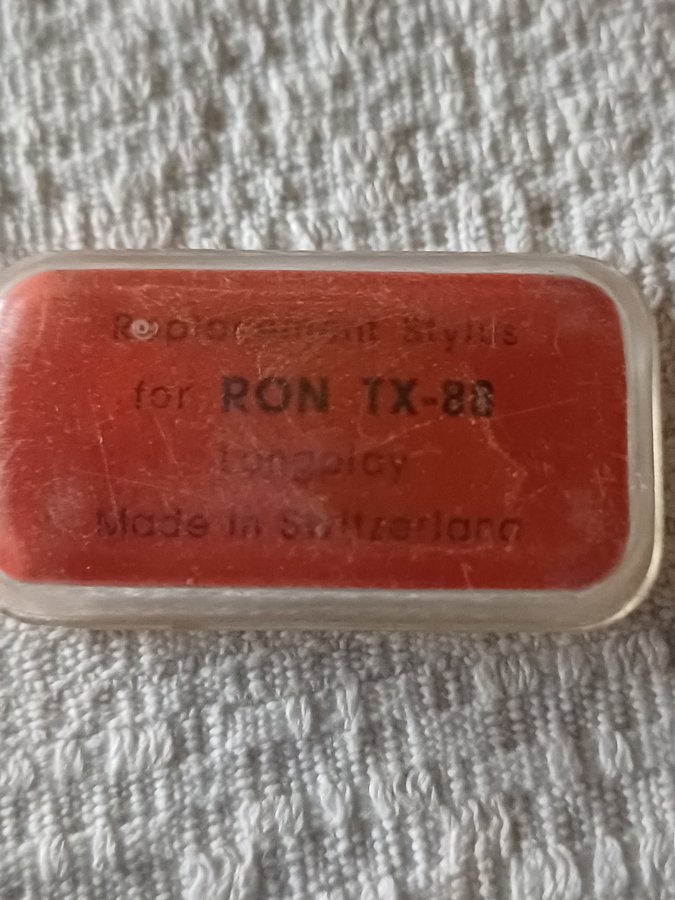 Replacement Stylus
for RON TX-88
Longplay
Made in Switzerland